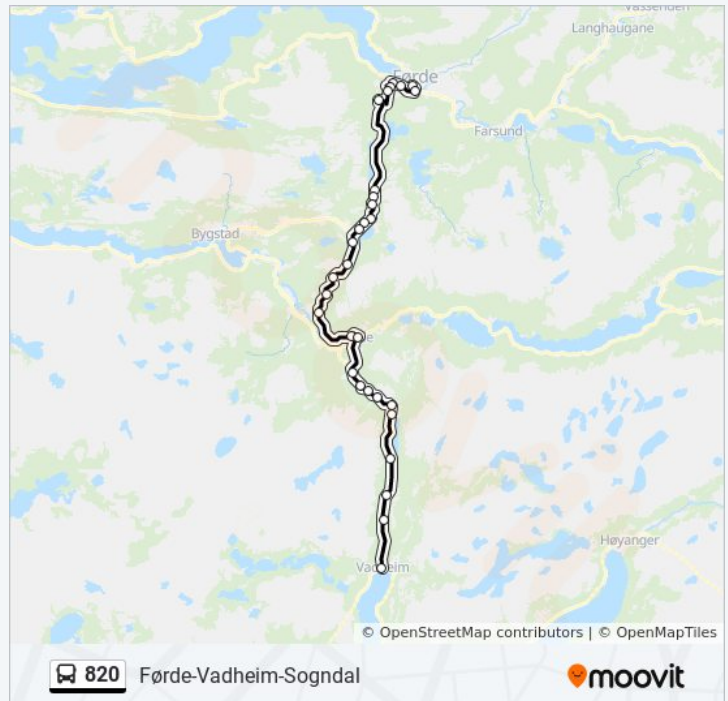 Vassenden
Langhaugane
Førde
Farsund
Bygstad
Høyanger
Vadheim
© OpenStreetMap contributors | © OpenMapTiles
820 Førde-Vadheim-Sogndal
moovit